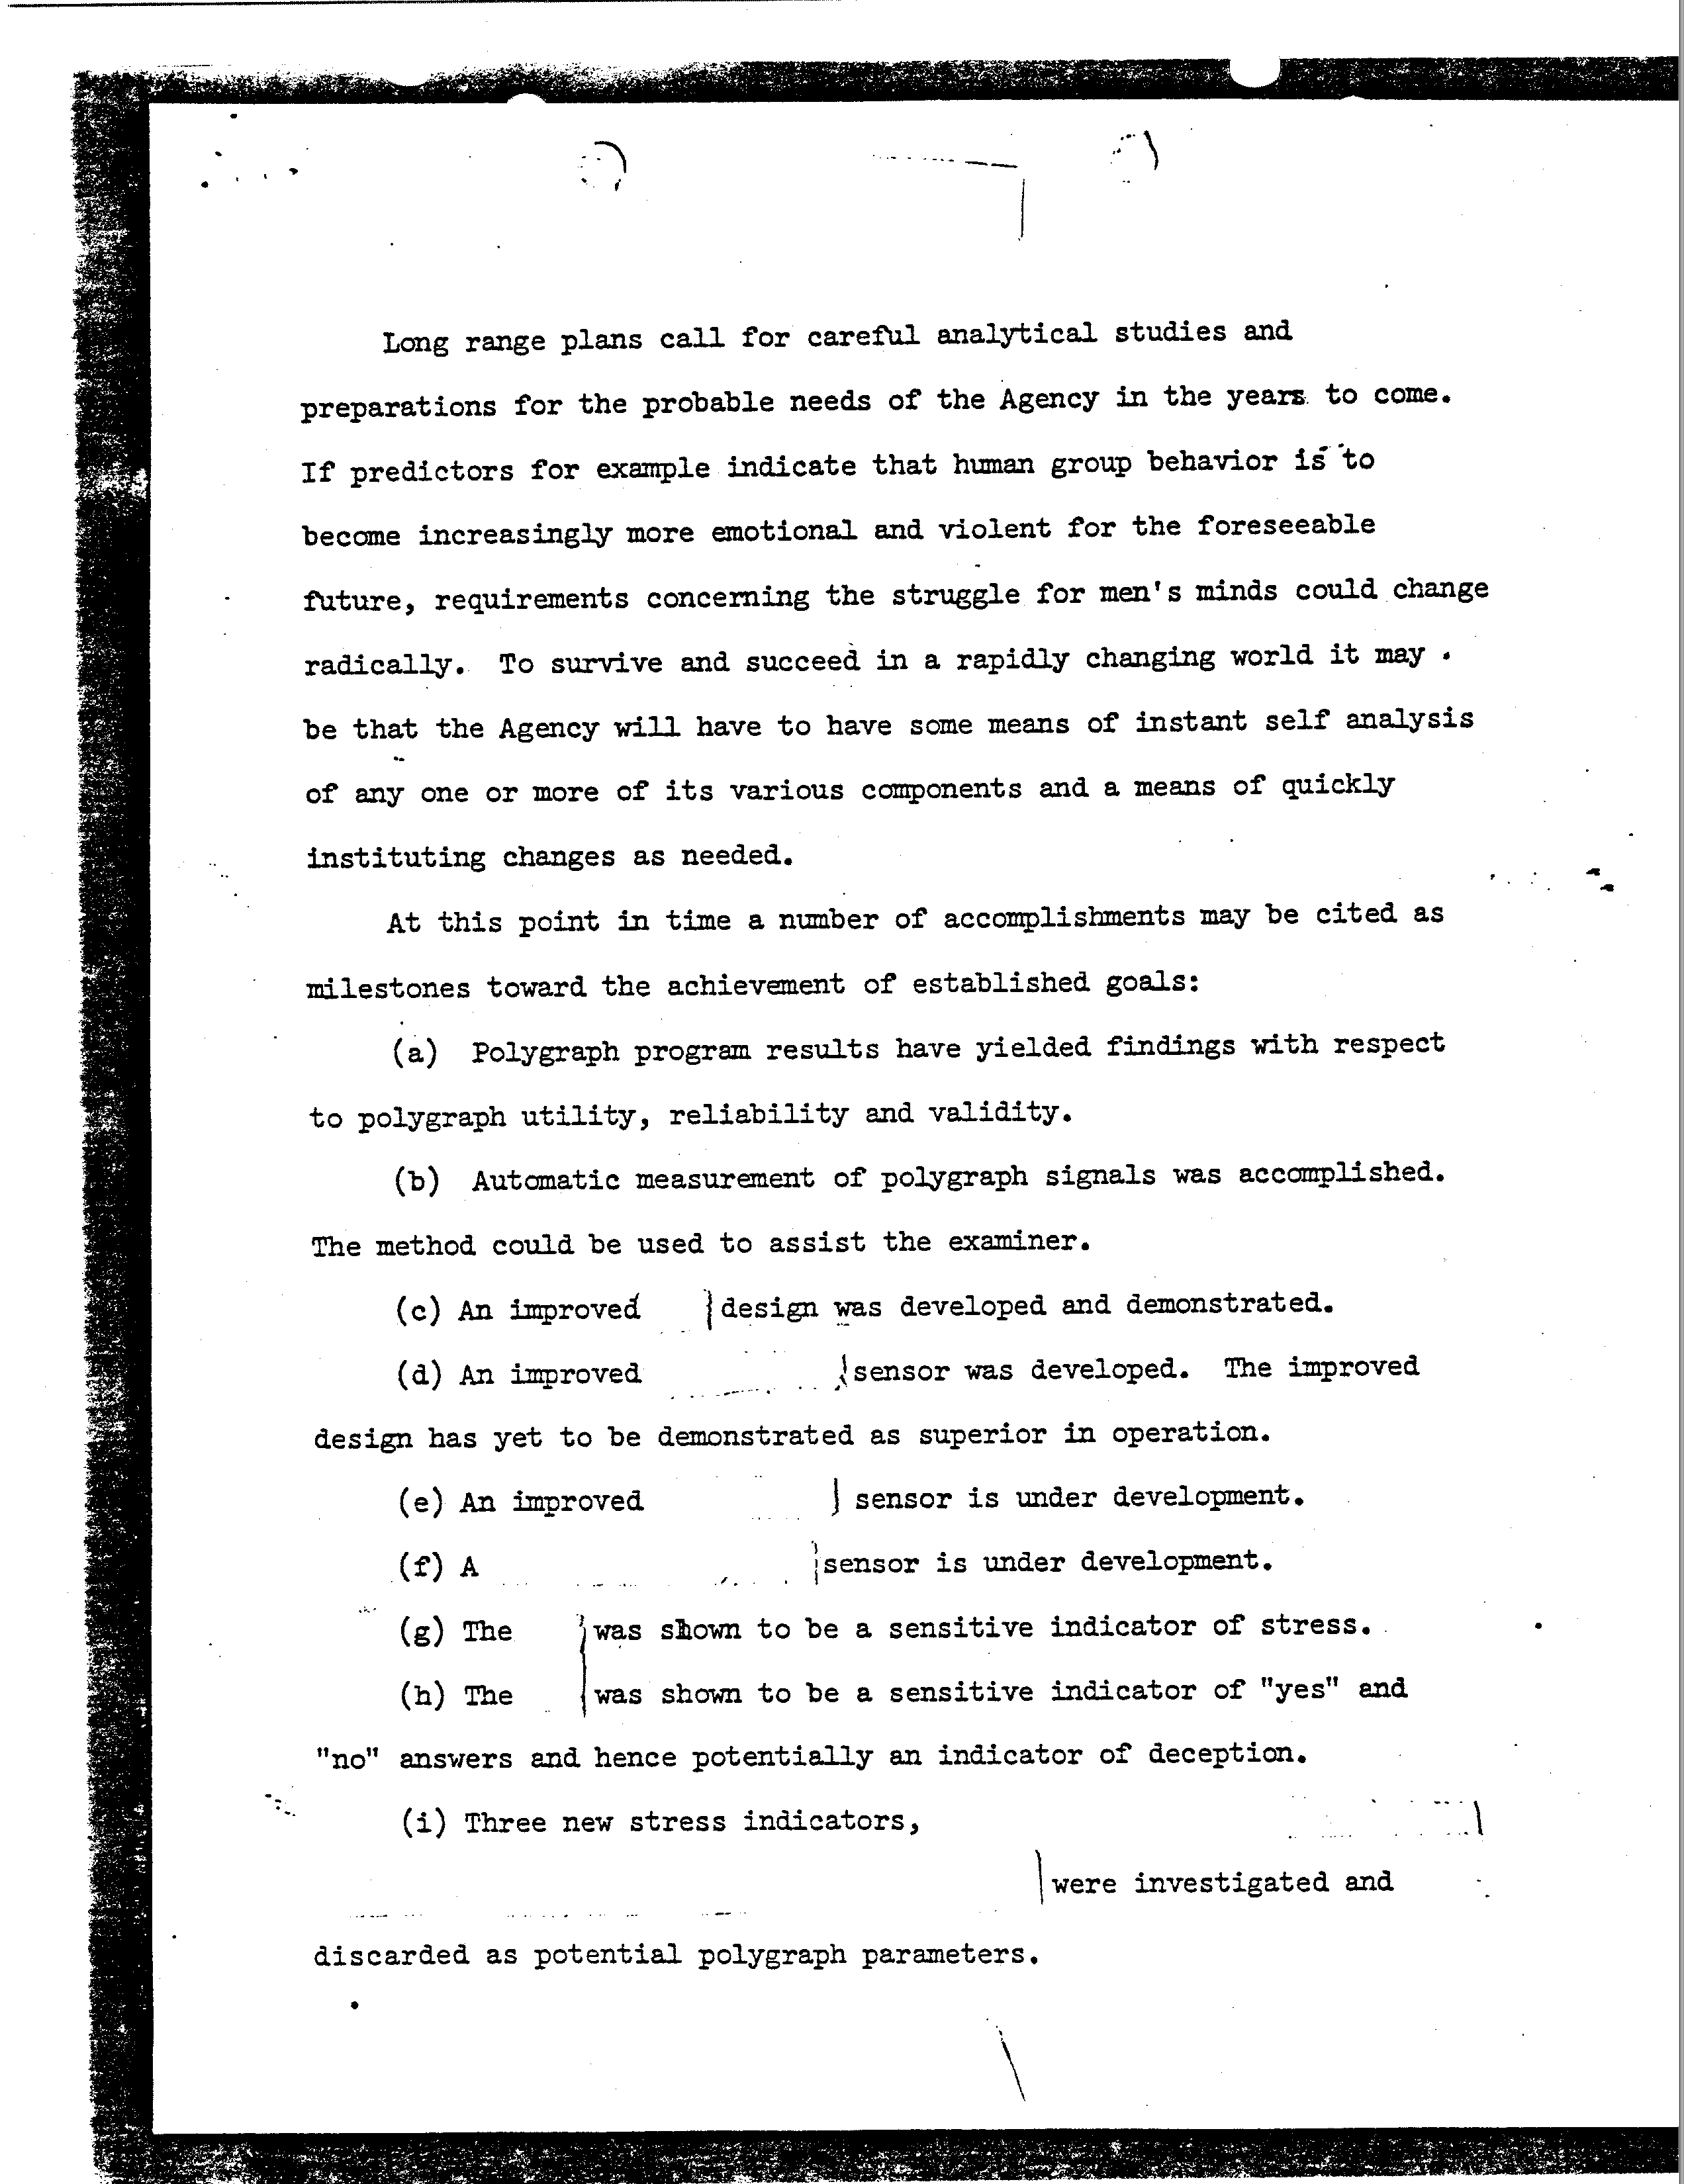 Long range plans call for careful analytical studies and
preparations for the probable needs of the Agency in the years to come.
If predictors for example indicate that human group behavior is to
become increasingly more emotional and violent for the foreseeable
future, requirements concerning the struggle for men's minds could change
radically. To survive and succeed in a rapidly changing world it may
be that the Agency will have to have some means of instant self analysis
of any one or more of its various components and a means of quickly
instituting changes as needed.
At this point in time a number of accomplishments may be cited as
milestones toward the achievement of established goals:
(a) Polygraph program results have yielded findings with respect
to polygraph utility, reliability and validity.
(b) Automatic measurement of polygraph signals was accomplished.
The method could be used to assist the examiner.
(c) An improved design was developed and demonstrated.
(d) An improved sensor was developed. The improved
design has yet to be demonstrated as superior in operation.
(e) An improved sensor is under development.
(f) A sensor is under development.
(g) The was shown to be a sensitive indicator of stress.
(h) The was shown to be a sensitive indicator of "yes" and
"no" answers and hence potentially an indicator of deception.
(i) Three new stress indicators,
were investigated and
discarded as potential polygraph parameters.